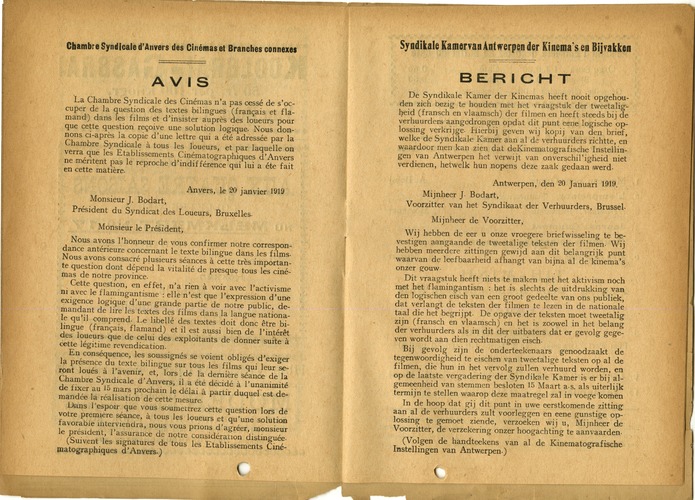 Chambre Syndicale d'Anvers des Cinémas et Branches connexes
AVIS
La Chambre Syndicale des Cinémas n'a pas cessé de s'oc-
cuper de la question des textes bilingues (français et fla-
mand) dans les films et d'insister auprès des loueurs pour
que cette question reçoive une solution logique. Nous don-
nons ci-après la copie d'une lettre qui a été adressée par la
Chambre Syndicale à tous les loueurs, et par laquelle on
verra que les Etablissements Cinématographiques d'Anvers
ne méritent pas le reproche d'indifférence qui lui a été fait
en cette matière.
Anvers, le 20 janvier 1919
Monsieur J. Bodart,
Président du Syndicat des Loueurs, Bruxelles.
Monsieur le Président,
Nous avons l'honneur de vous confirmer notre correspon-
dance antérieure concernant le texte bilingue dans les films.
Nous avons consacré plusieurs séances à cette très importan-
te question dont dépend la vitalité de presque tous les ciné-
mas de notre province.
Cette question, en effet, n'a rien à voir avec l'activisme
ni avec le flamingantisme : elle n'est que l'expression d'une
exigence logique d'une grande partie de notre public, de-
mandant de lire les textes des films dans la langue nationa-
le qu'il comprend. Le libellé des textes doit donc être bi-
lingue (français, flamand) et il est aussi bien de l'intérêt
des loueurs que de celui des exploitants de donner suite à
cette légitime revendication.
En conséquence, les soussignés se voient obligés d'exiger
la présence du texte bilingue sur tous les films qui leur se-
ront loués à l'avenir, et, lors de la dernière séance de la
Chambre Syndicale d'Anvers, il a été décidé à l'unanimité
de fixer au 15 mars prochain le délai à partir duquel est de-
mandée la réalisation de cette mesure.
Dans l'espoir que vous soumettrez cette question lors de
votre première séance, à tous les loueurs et qu'une solution
favorable interviendra, nous vous prions d'agréer, monsieur
le président, l'assurance de notre considération distinguée.
(Suivent les signatures de tous les Etablissements Ciné-
matographiques d'Anvers.)
Syndikale Kamer van Antwerpen der Kinema's en Bijvakken
BERICHT
De Syndikale Kamer der Kinemas heeft nooit opgehou-
den zich bezig te houden met het vraagstuk der tweetalig-
heid (fransch en vlaamsch) der filmen en heeft steeds bij de
verhuurders aangedrongen opdat dit punt eene logische op-
lossing verkrijge. Hierbij geven wij kopij van den brief,
welke de Syndikale Kamer aan al de verhuurders richtte, en
waardoor men kan zien dat de Kinematografische Instellin-
gen van Antwerpen het verwijt van onverschil'igheid niet
verdienen, hetwelk hun nopens deze zaak gedaan werd.
Antwerpen, den 20 Januari 1919.
Mijnheer J Bodart,
Voorzitter van het Syndikaat der Verhuurders, Brussel.
Mijnheer de Voorzitter,
Wij hebben de eer u onze vroegere briefwisseling te be-
vestigen aangaande de tweetalige teksten der filmen. Wij
hebben meerdere zittingen gewijd aan dit belangrijk punt
waarvan de leefbaarheid afhangt van bijna al de kinema's
onzer gouw
Dit vraagstuk heeft niets te maken met het aktivism noch
met het flamingantism : het is slechts de uitdrukking van
den logischen eisch van een groot gedeelte van ons publiek,
dat verlangt de teksten der filmen te lezen in de nationale
taal die het begrijpt. De opgave der teksten moet tweetalig
zijn (fransch en vlaamsch) en het is zoowel in het belang
der verhuurders als in dit der uitbaters dat er gevolg gege-
ven wordt aan dien rechtmatigen eisch.
Bij gevolg zijn de onderteekenaars genoodzaakt de
tegenwoordigheid te eischen van tweetalige teksten op al de
filmen, die hun in het vervolg zullen verhuurd worden, en
op de laatste vergadering der Syndikale Kamer is er bij al-
gemeenheid van stemmen besloten 15 Maart a.s. als uiterlijk
termijn te stellen waarop deze maatregel zal in voege komen
In de hoop dat gij dit punt in uwe eerstkomende zitting
aan al de verhuurders zult voorleggen en eene gunstige op-
lossing te gemoet ziende, verzoeken wij u, Mijnheer de
Voorzitter, de verzekering onzer hoogachting te aanvaarden.
(Volgen de handteekens van al de Kinematografische
Instellingen van Antwerpen.)